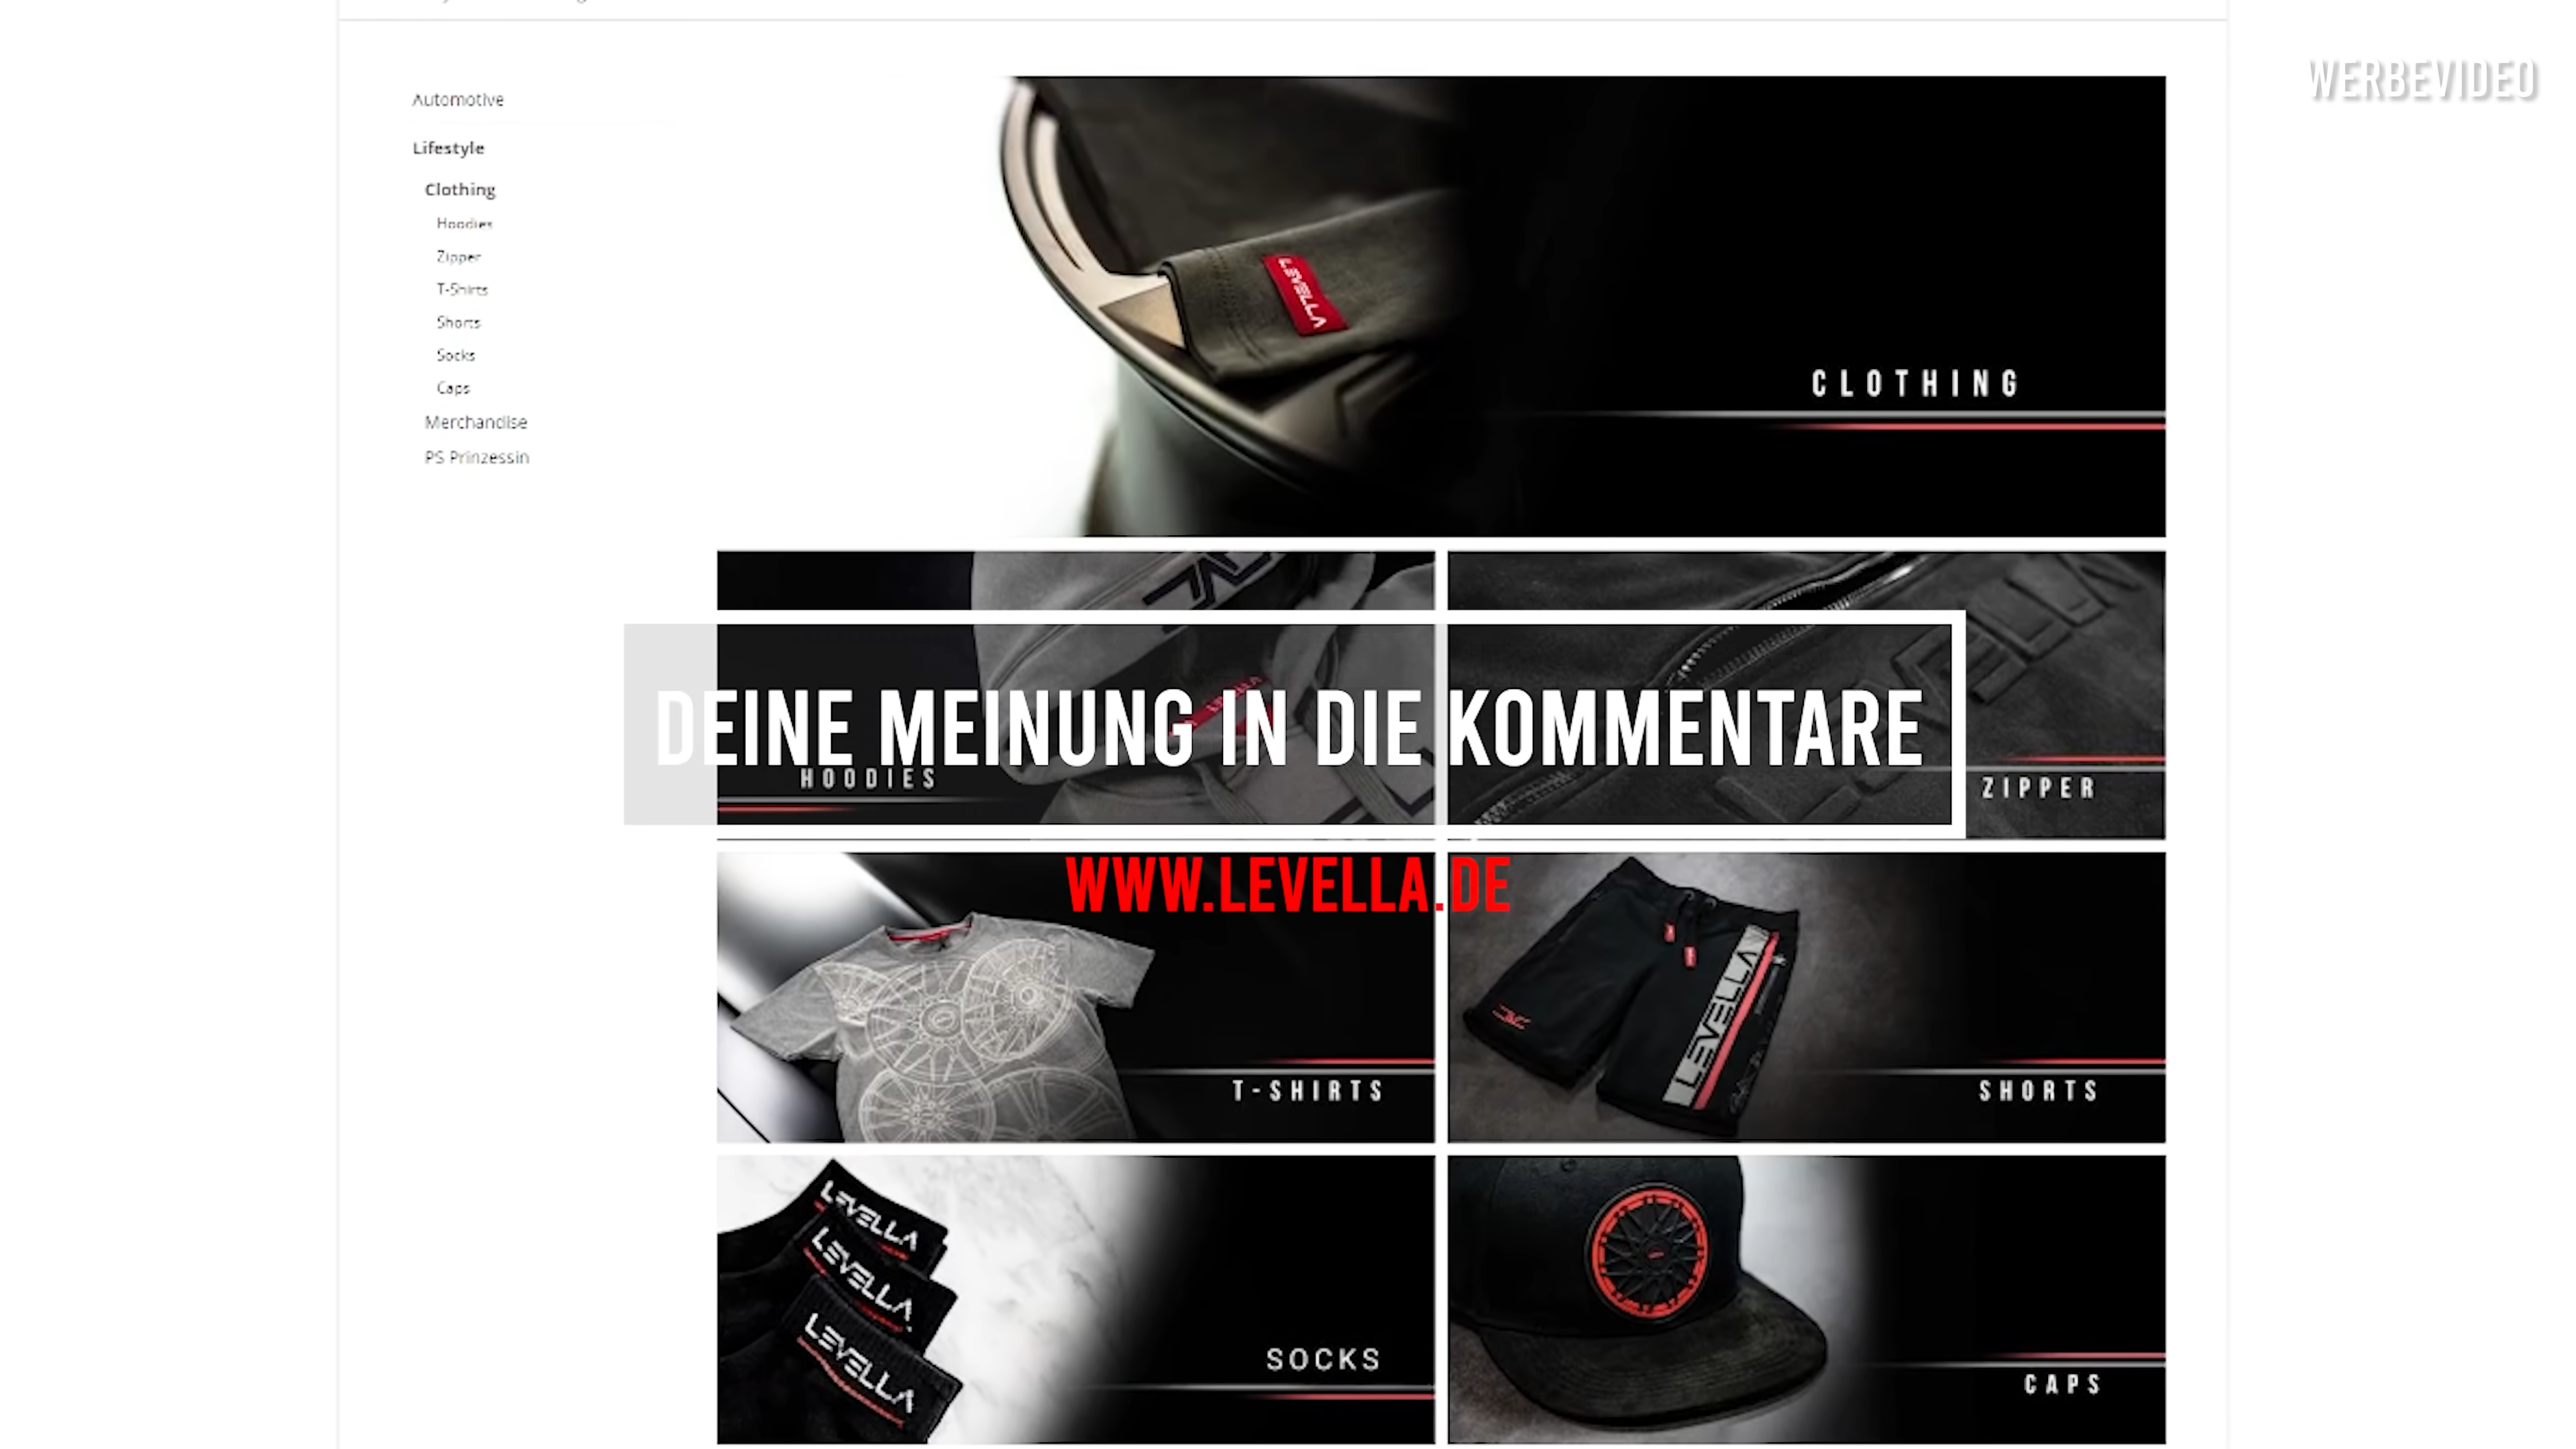 WERBEVIDEO
Automotive
Lifestyle
Clothing
Hoodies
Zipper
T-Shirts
Shorts
Socks
Caps
Merchandise
PS Prinzessin
LEVELLA
CLOTHING
DEINE MEINUNG IN DIE KOMMENTARE
HOODIES
ZIPPER
WWW.LEVELLA.DE
T-SHIRTS
LEVELLA
SHORTS
LEVELLA
LEVELLA
LEVELLA
SOCKS
CAPS